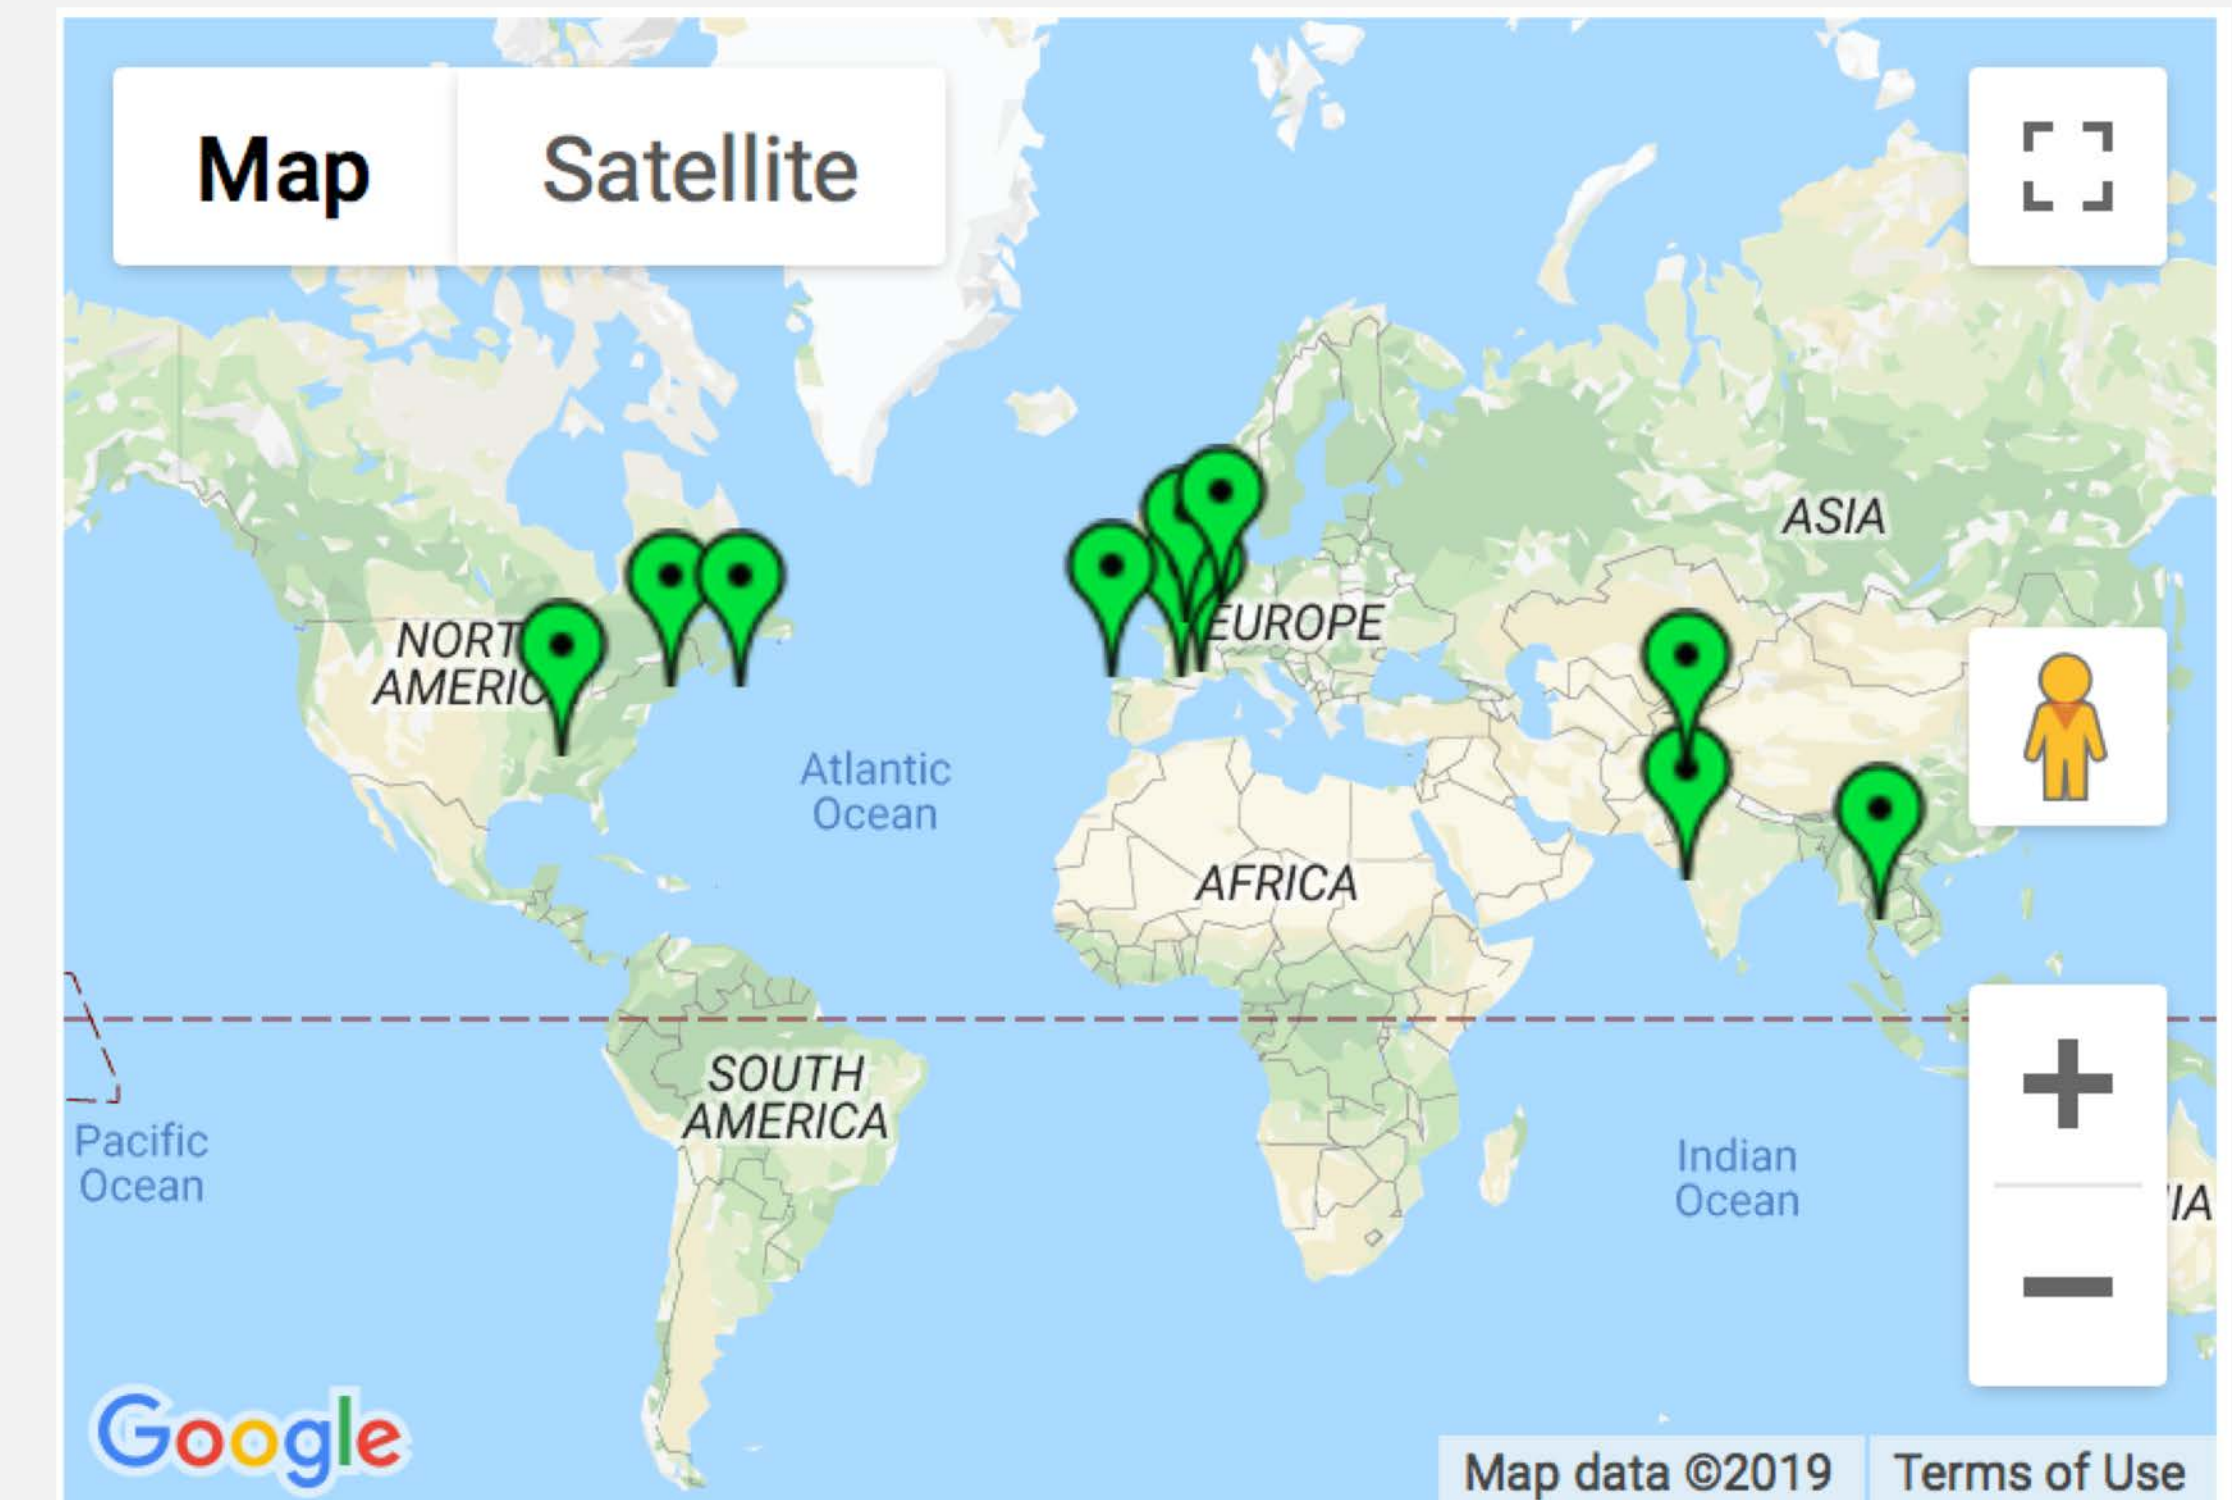 Map
Satellite
ASIA
NORT
AMERIC
EUROPE
Atlantic
Ocean
AFRICA
SOUTH
AMERICA
Pacific
Ocean
Indian
Ocean
IA
Google
Map data ©2019
Terms of Use